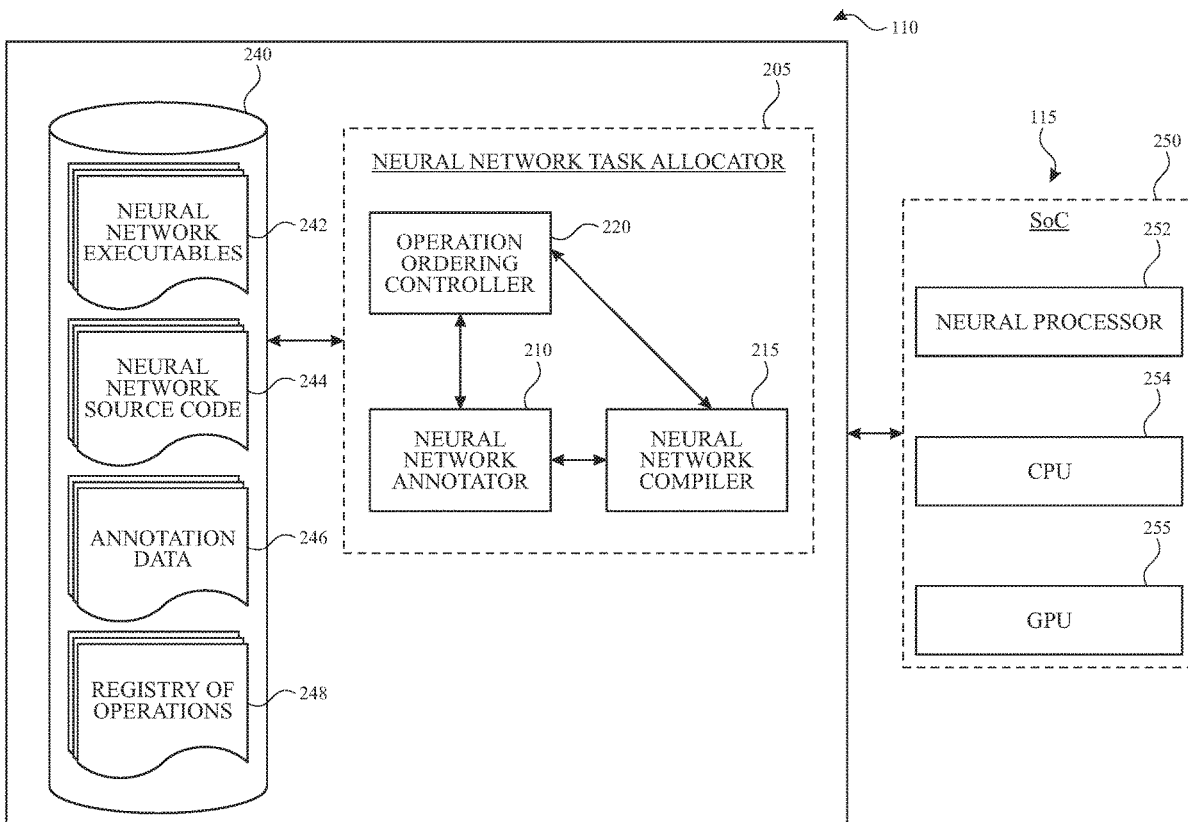 110
240
NEURAL
NETWORK
EXECUTABLES
242
NEURAL
NETWORK
SOURCE CODE
244
ANNOTATION
DATA
246
REGISTRY OF
OPERATIONS
248
205
NEURAL NETWORK TASK ALLOCATOR
OPERATION
ORDERING
CONTROLLER
220
210
NEURAL
NETWORK
ANNOTATOR
215
NEURAL
NETWORK
COMPILER
115
250
SoC
252
NEURAL PROCESSOR
254
CPU
255
GPU